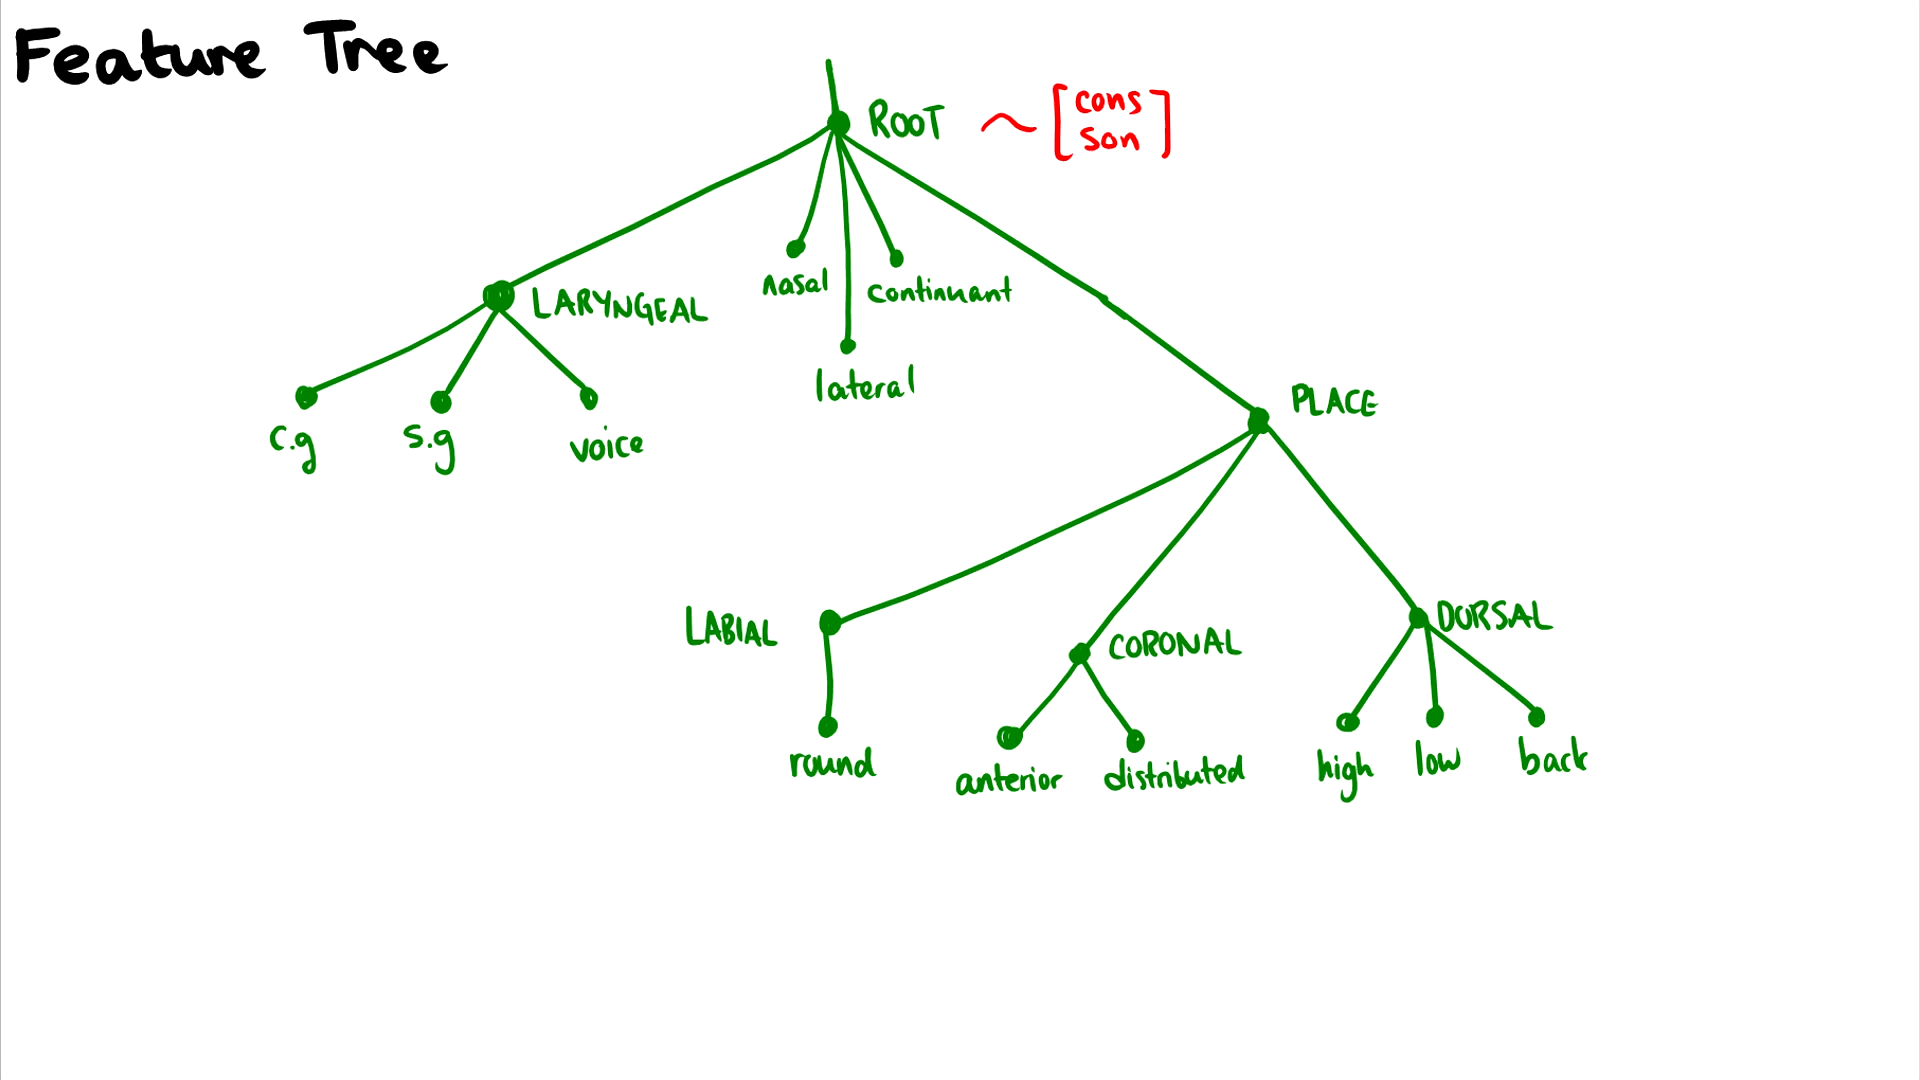 Feature Tree
ROOT ~ [cons
son]
LARYNGEAL
nasal
continuant
lateral
c.g
s.g
voice
PLACE
LABIAL
CORONAL
DORSAL
round
anterior
distributed
high
low
back